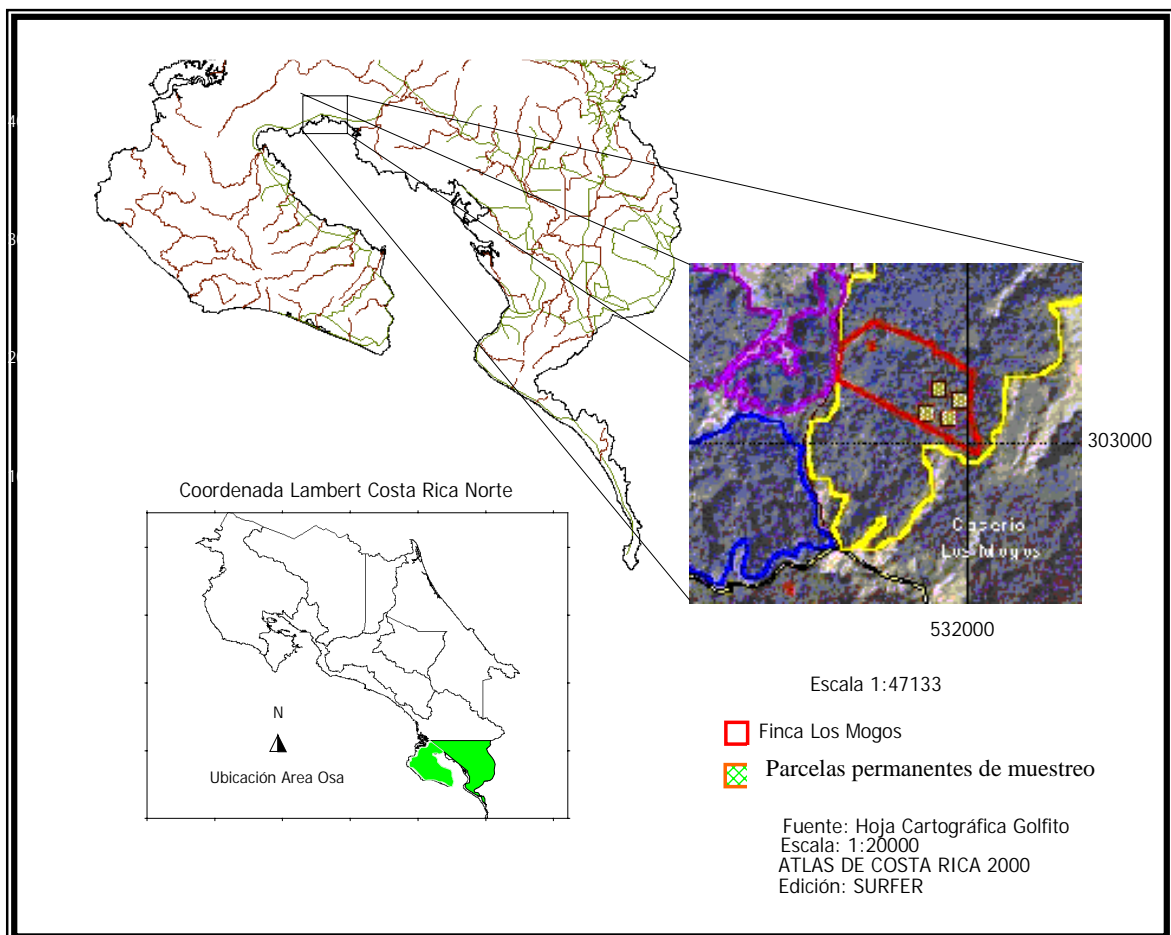 Coordenada Lambert Costa Rica Norte
N
Ubicación Area Osa
303000
Caserio
Los Mogos
532000
Escala 1:47133
Finca Los Mogos
Parcelas permanentes de muestreo
Fuente: Hoja Cartográfica Golfito
Escala: 1:20000
ATLAS DE COSTA RICA 2000
Edición: SURFER